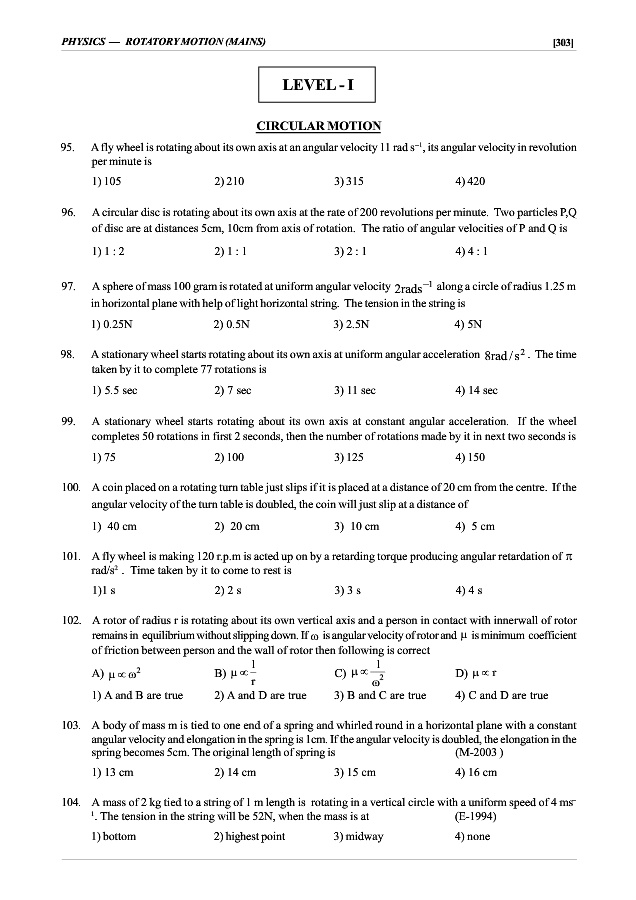 PHYSICS — ROTATORY MOTION (MAINS) [303]
LEVEL - I
CIRCULAR MOTION
95. A fly wheel is rotating about its own axis at an angular velocity 11 rad s⁻¹, its angular velocity in revolution
per minute is
1) 105 2) 210 3) 315 4) 420
96. A circular disc is rotating about its own axis at the rate of 200 revolutions per minute. Two particles P,Q
of disc are at distances 5cm, 10cm from axis of rotation. The ratio of angular velocities of P and Q is
1) 1 : 2 2) 1 : 1 3) 2 : 1 4) 4 : 1
97. A sphere of mass 100 gram is rotated at uniform angular velocity 2rads⁻¹ along a circle of radius 1.25 m
in horizontal plane with help of light horizontal string. The tension in the string is
1) 0.25N 2) 0.5N 3) 2.5N 4) 5N
98. A stationary wheel starts rotating about its own axis at uniform angular acceleration 8rad/s². The time
taken by it to complete 77 rotations is
1) 5.5 sec 2) 7 sec 3) 11 sec 4) 14 sec
99. A stationary wheel starts rotating about its own axis at constant angular acceleration. If the wheel
completes 50 rotations in first 2 seconds, then the number of rotations made by it in next two seconds is
1) 75 2) 100 3) 125 4) 150
100. A coin placed on a rotating turn table just slips if it is placed at a distance of 20 cm from the centre. If the
angular velocity of the turn table is doubled, the coin will just slip at a distance of
1) 40 cm 2) 20 cm 3) 10 cm 4) 5 cm
101. A fly wheel is making 120 r.p.m is acted up on by a retarding torque producing angular retardation of π
rad/s² . Time taken by it to come to rest is
1)1 s 2) 2 s 3) 3 s 4) 4 s
102. A rotor of radius r is rotating about its own vertical axis and a person in contact with innerwall of rotor
remains in equilibrium without slipping down. If ω is angular velocity of rotor and μ is minimum coefficient
of friction between person and the wall of rotor then following is correct
A) μ ∝ ω² B) μ ∝ 1/r C) μ ∝ 1/ω² D) μ ∝ r
1) A and B are true 2) A and D are true 3) B and C are true 4) C and D are true
103. A body of mass m is tied to one end of a spring and whirled round in a horizontal plane with a constant
angular velocity and elongation in the spring is 1cm. If the angular velocity is doubled, the elongation in the
spring becomes 5cm. The original length of spring is (M-2003 )
1) 13 cm 2) 14 cm 3) 15 cm 4) 16 cm
104. A mass of 2 kg tied to a string of 1 m length is rotating in a vertical circle with a uniform speed of 4 ms⁻
¹. The tension in the string will be 52N, when the mass is at (E-1994)
1) bottom 2) highest point 3) midway 4) none